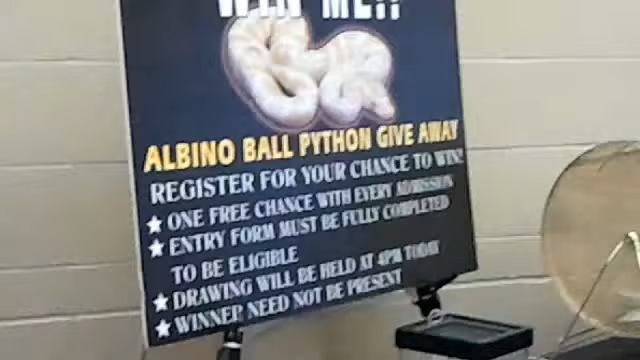 WIN ME!!
ALBINO BALL PYTHON GIVE AWAY
REGISTER FOR YOUR CHANCE TO WIN!
★ ONE FREE CHANCE WITH EVERY ADMISSION
★ ENTRY FORM MUST BE FULLY COMPLETED
TO BE ELIGIBLE
★ DRAWING WILL BE HELD AT 4PM TODAY
★ WINNER NEED NOT BE PRESENT